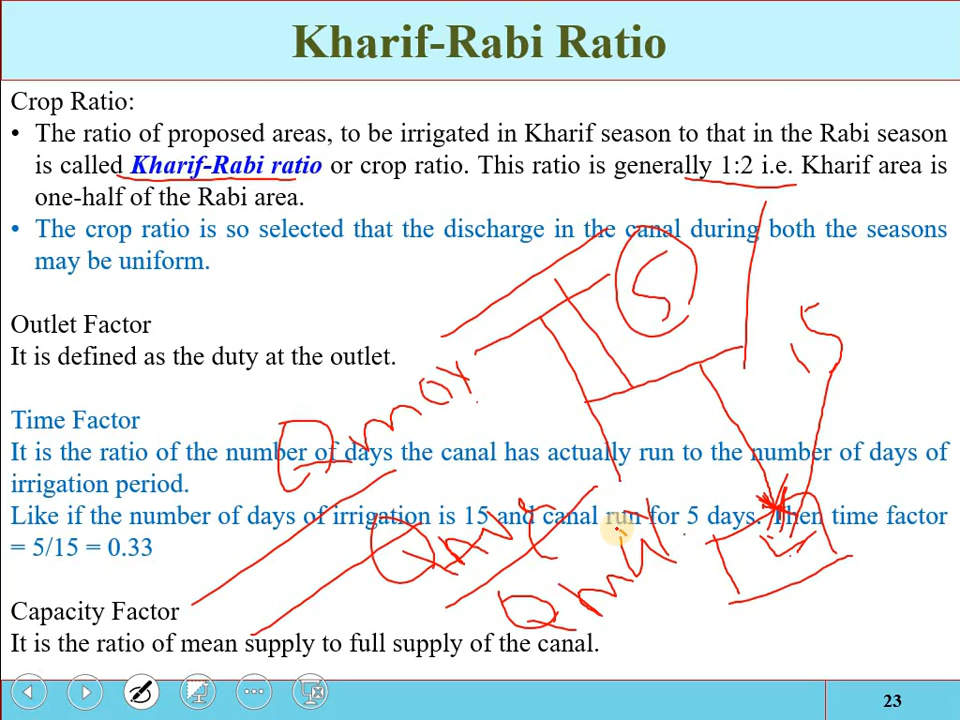 Kharif-Rabi Ratio
Crop Ratio:
• The ratio of proposed areas, to be irrigated in Kharif season to that in the Rabi season
is called Kharif-Rabi ratio or crop ratio. This ratio is generally 1:2 i.e. Kharif area is
one-half of the Rabi area.
• The crop ratio is so selected that the discharge in the canal during both the seasons
may be uniform.
S
5
Outlet Factor
It is defined as the duty at the outlet.
Qmax
Time Factor
It is the ratio of the number of days the canal has actually run to the number of days of
irrigation period.
Like if the number of days of irrigation is 15 and canal run for 5 days. Then time factor
= 5/15 = 0.33
Capacity Factor
It is the ratio of mean supply to full supply of the canal.
23